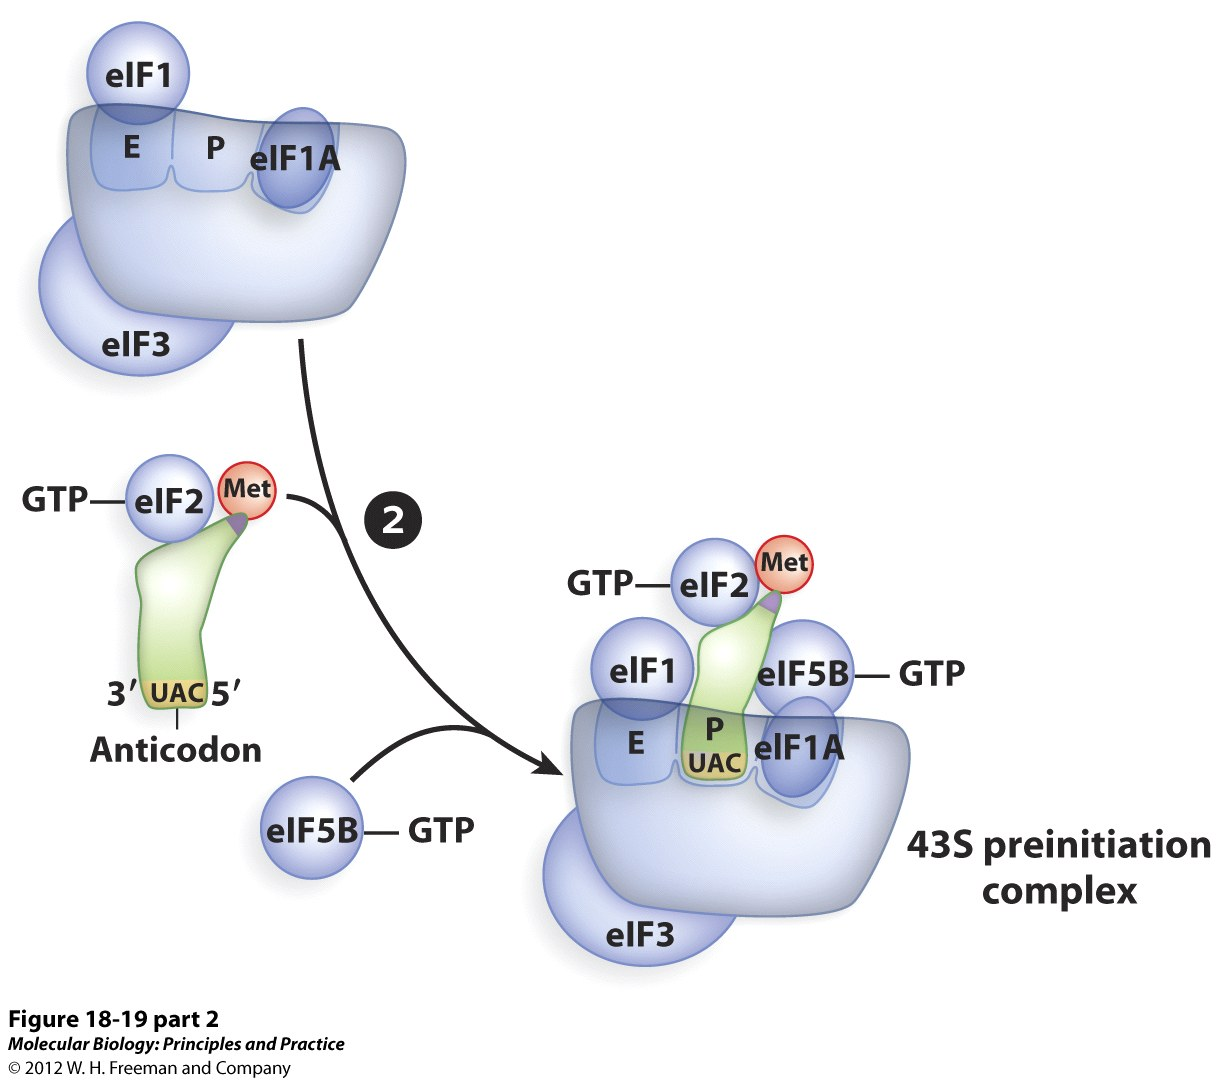 eIF1
E
P
eIF1A
eIF3
GTP
eIF2
Met
2
3′ UAC 5′
Anticodon
eIF5B
GTP
GTP
eIF2
Met
eIF1
eIF5B
GTP
E
P
UAC
eIF1A
eIF3
43S preinitiation
complex
Figure 18-19 part 2
Molecular Biology: Principles and Practice
© 2012 W. H. Freeman and Company